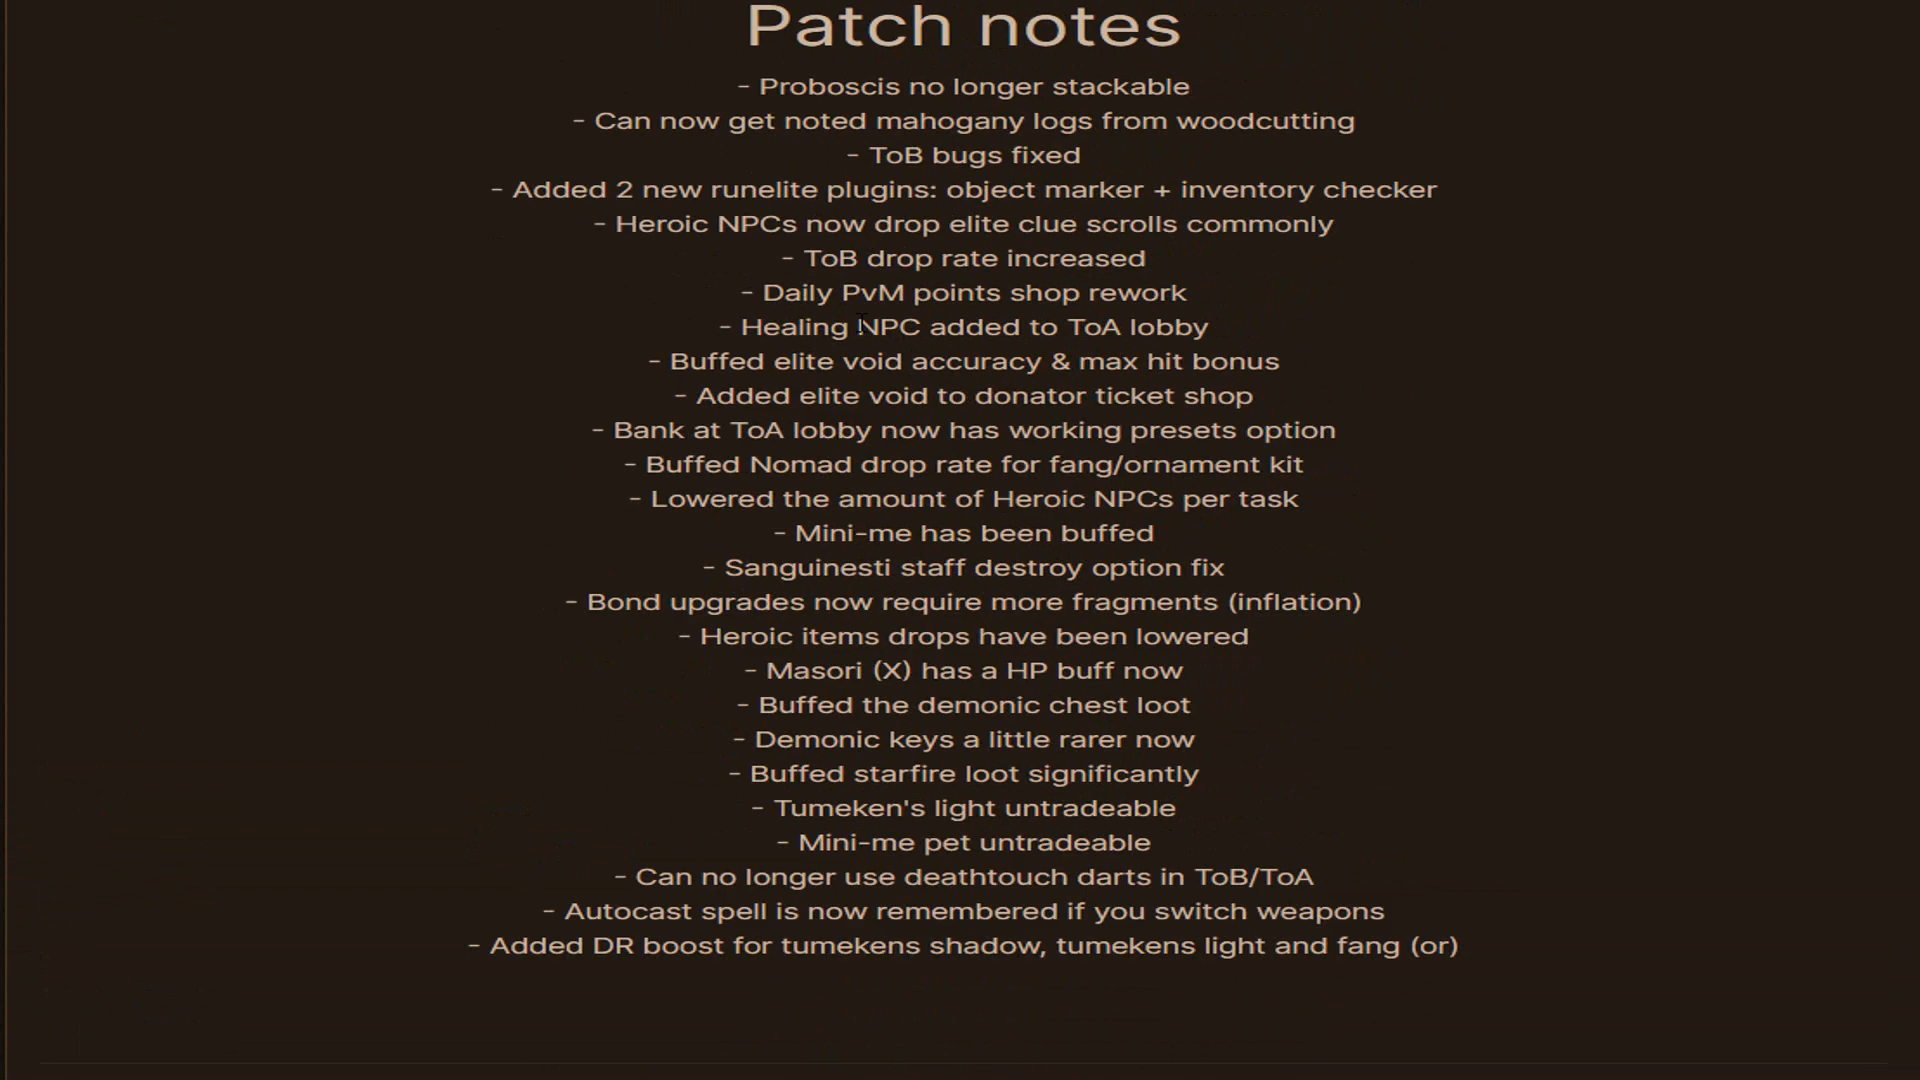 Patch notes
- Proboscis no longer stackable
- Can now get noted mahogany logs from woodcutting
- ToB bugs fixed
- Added 2 new runelite plugins: object marker + inventory checker
- Heroic NPCs now drop elite clue scrolls commonly
- ToB drop rate increased
- Daily PvM points shop rework
- Healing NPC added to ToA lobby
- Buffed elite void accuracy & max hit bonus
- Added elite void to donator ticket shop
- Bank at ToA lobby now has working presets option
- Buffed Nomad drop rate for fang/ornament kit
- Lowered the amount of Heroic NPCs per task
- Mini-me has been buffed
- Sanguinesti staff destroy option fix
- Bond upgrades now require more fragments (inflation)
- Heroic items drops have been lowered
- Masori (X) has a HP buff now
- Buffed the demonic chest loot
- Demonic keys a little rarer now
- Buffed starfire loot significantly
- Tumeken's light untradeable
- Mini-me pet untradeable
- Can no longer use deathtouch darts in ToB/ToA
- Autocast spell is now remembered if you switch weapons
- Added DR boost for tumekens shadow, tumekens light and fang (or)